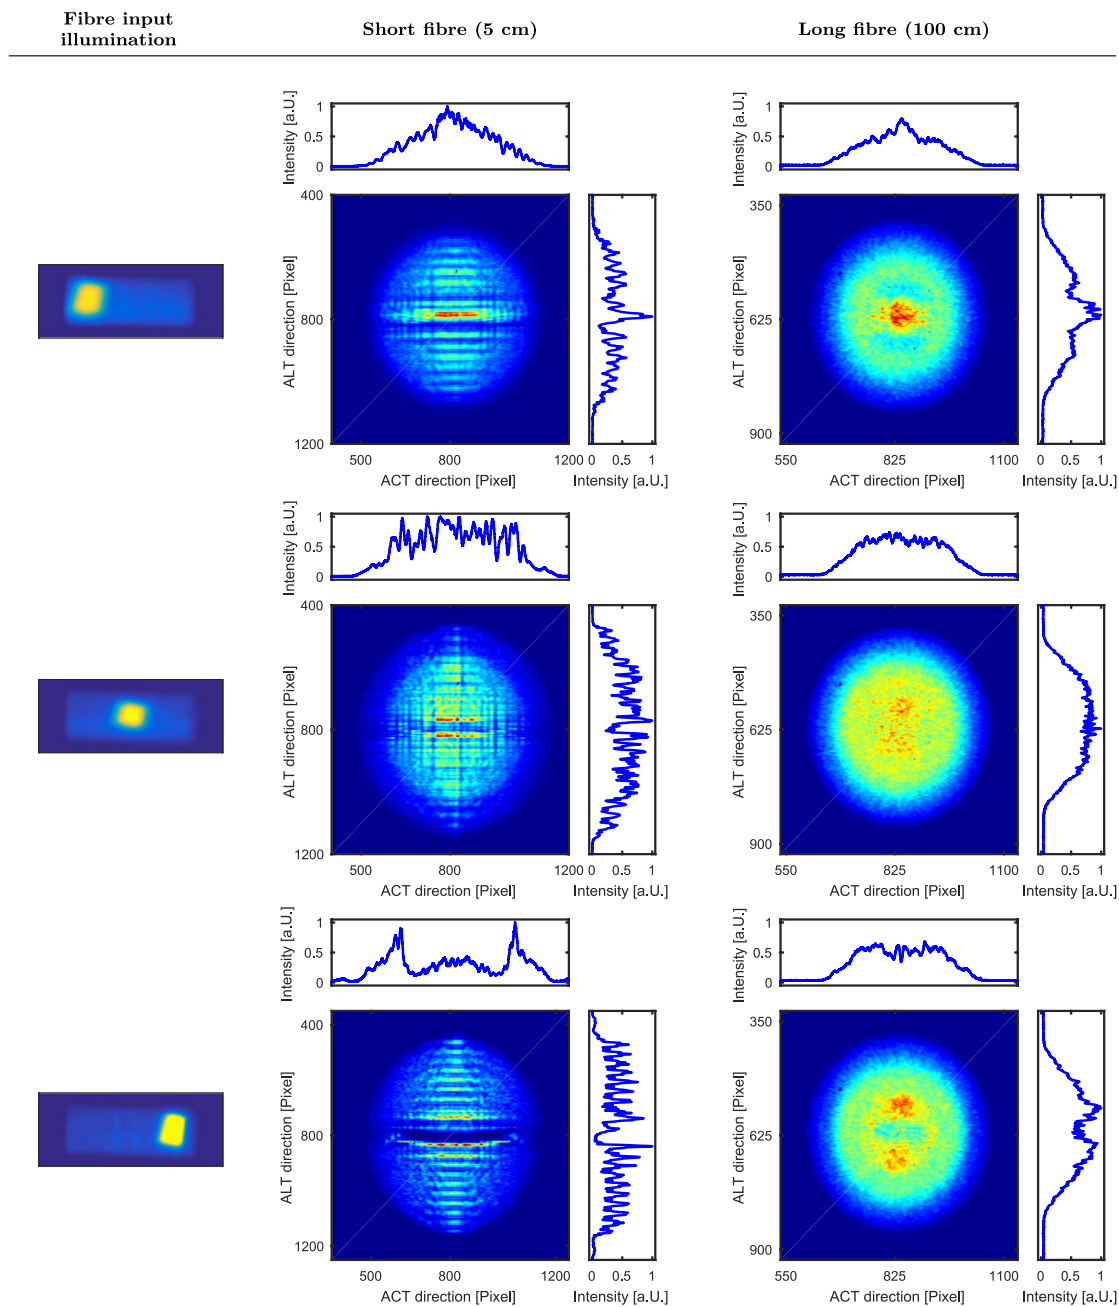 Fibre input
illumination
Short fibre (5 cm)
Long fibre (100 cm)
Intensity [a.U.]
1
0.5
0
400
800
1200
ALT direction [Pixel]
500 800 1200
ACT direction [Pixel]
0 0.5 1
Intensity [a.U.]
Intensity [a.U.]
1
0.5
0
350
625
900
ALT direction [Pixel]
550 825 1100
ACT direction [Pixel]
0 0.5 1
Intensity [a.U.]
Intensity [a.U.]
1
0.5
0
400
800
1200
ALT direction [Pixel]
500 800 1200
ACT direction [Pixel]
0 0.5 1
Intensity [a.U.]
Intensity [a.U.]
1
0.5
0
350
625
900
ALT direction [Pixel]
550 825 1100
ACT direction [Pixel]
0 0.5 1
Intensity [a.U.]
Intensity [a.U.]
1
0.5
0
400
800
1200
ALT direction [Pixel]
500 800 1200
ACT direction [Pixel]
0 0.5 1
Intensity [a.U.]
Intensity [a.U.]
1
0.5
0
350
625
900
ALT direction [Pixel]
550 825 1100
ACT direction [Pixel]
0 0.5 1
Intensity [a.U.]